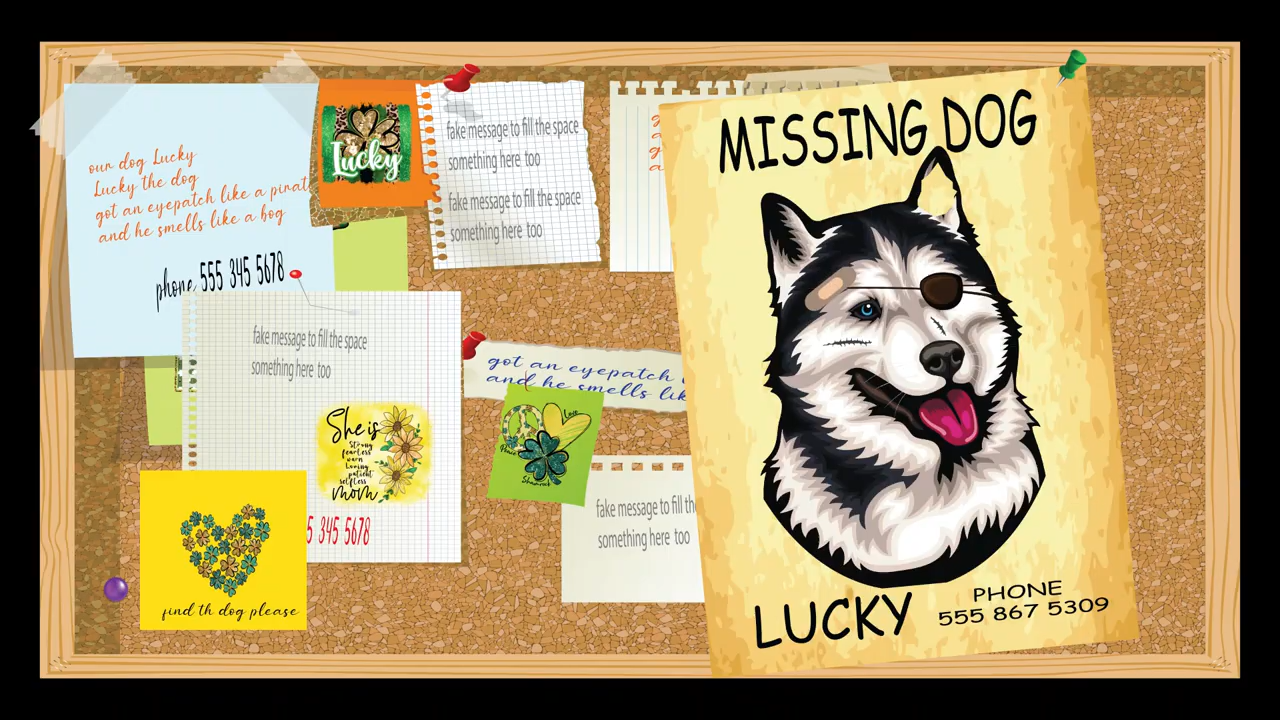 our dog Lucky
Lucky the dog
got an eyepatch like a pirat
and he smells like a bog
phone 555 345 5678
Lucky
fake message to fill the space
something here too
fake message to fill the space
something here too
MISSING DOG
LUCKY
PHONE
555 867 5309
fake message to fill the space
something here too
She is
strong
fearless
warm
loving
patient
selfless
mom
5 345 5678
find th dog please
got an eyepatch
and he smells lik
Love
Peace
Shamrock
fake message to fill th
something here too